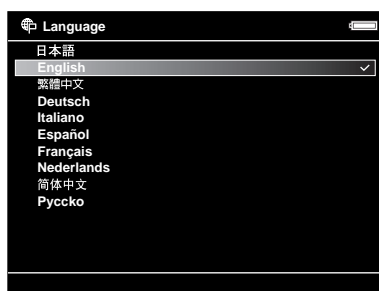 Language
日本語
English
繁體中文
Deutsch
Italiano
Español
Français
Nederlands
简体中文
Pyccko